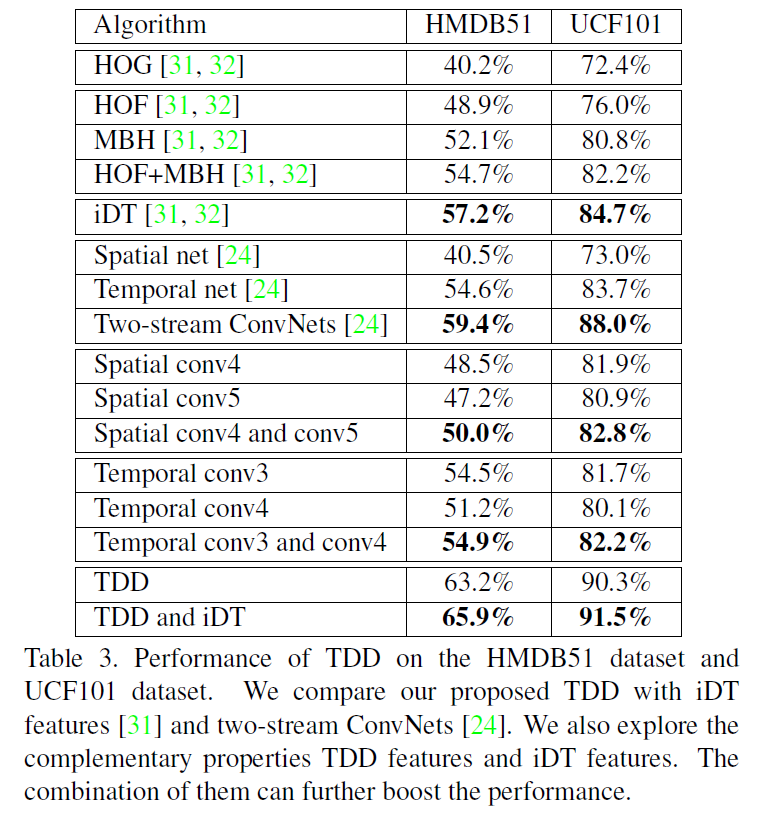 Algorithm HMDB51 UCF101
HOG [31, 32] 40.2% 72.4%
HOF [31, 32] 48.9% 76.0%
MBH [31, 32] 52.1% 80.8%
HOF+MBH [31, 32] 54.7% 82.2%
iDT [31, 32] 57.2% 84.7%
Spatial net [24] 40.5% 73.0%
Temporal net [24] 54.6% 83.7%
Two-stream ConvNets [24] 59.4% 88.0%
Spatial conv4 48.5% 81.9%
Spatial conv5 47.2% 80.9%
Spatial conv4 and conv5 50.0% 82.8%
Temporal conv3 54.5% 81.7%
Temporal conv4 51.2% 80.1%
Temporal conv3 and conv4 54.9% 82.2%
TDD 63.2% 90.3%
TDD and iDT 65.9% 91.5%
Table 3. Performance of TDD on the HMDB51 dataset and
UCF101 dataset. We compare our proposed TDD with iDT
features [31] and two-stream ConvNets [24]. We also explore the
complementary properties TDD features and iDT features. The
combination of them can further boost the performance.